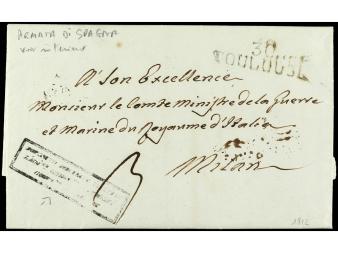 ARMATA DI SPAGNA
30
TOULOUSE
A Son Excellence
Monsieur le Comte Ministre de la Guerre
et Marine du Royaume d'Italie
Milan
3
1812